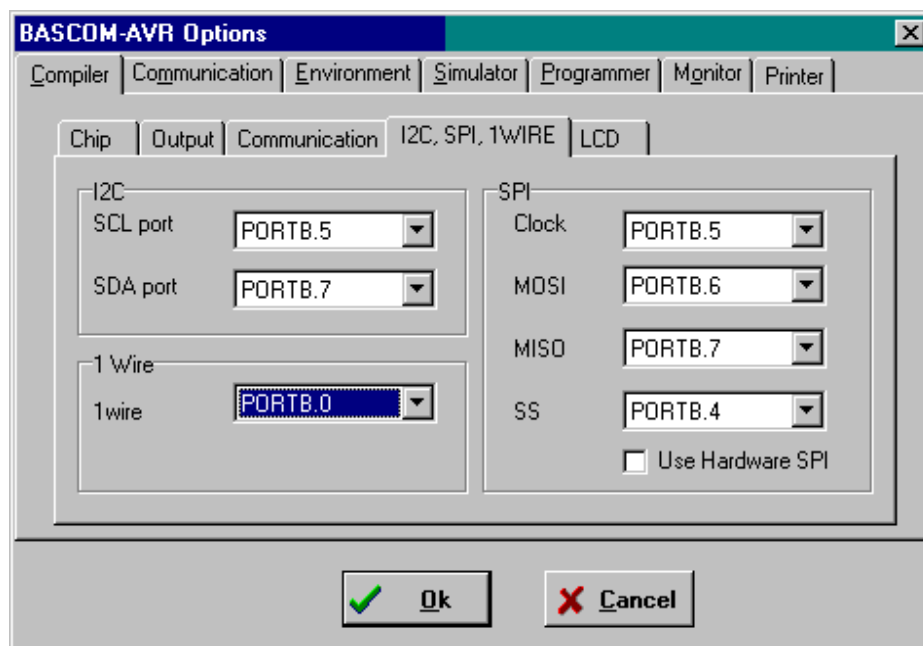 BASCOM-AVR Options
Compiler Communication Environment Simulator Programmer Monitor Printer
Chip Output Communication I2C, SPI, 1WIRE LCD
I2C
SCL port PORTB.5
SDA port PORTB.7
1 Wire
1wire PORTB.0
SPI
Clock PORTB.5
MOSI PORTB.6
MISO PORTB.7
SS PORTB.4
Use Hardware SPI
Ok Cancel